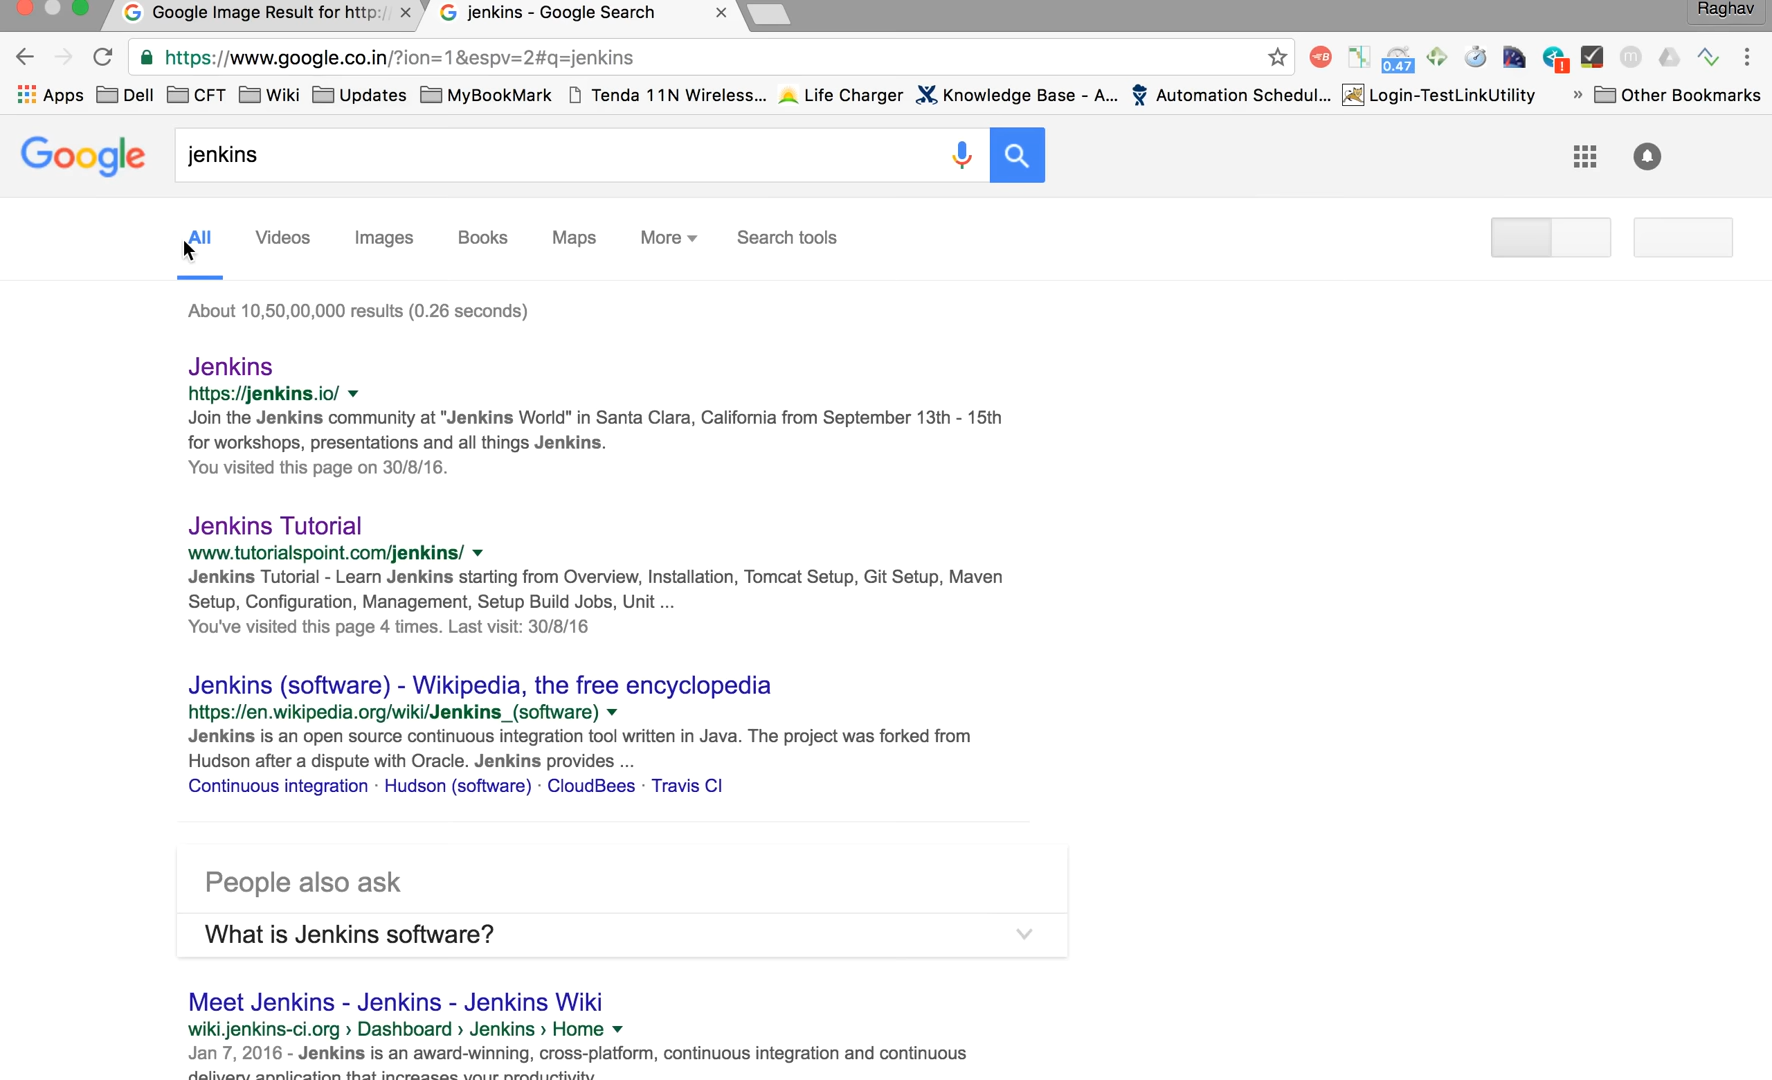 Google Image Result for http:/
jenkins - Google Search
Raghav
https://www.google.co.in/?ion=1&espv=2#q=jenkins
0.47
Apps
Dell
CFT
Wiki
Updates
MyBookMark
Tenda 11N Wireless...
Life Charger
Knowledge Base - A...
Automation Schedul...
Login-TestLinkUtility
»
Other Bookmarks
Google
jenkins
All Videos Images Books Maps More Search tools
About 10,50,00,000 results (0.26 seconds)
Jenkins
https://jenkins.io/
Join the Jenkins community at "Jenkins World" in Santa Clara, California from September 13th - 15th
for workshops, presentations and all things Jenkins.
You visited this page on 30/8/16.
Jenkins Tutorial
www.tutorialspoint.com/jenkins/
Jenkins Tutorial - Learn Jenkins starting from Overview, Installation, Tomcat Setup, Git Setup, Maven
Setup, Configuration, Management, Setup Build Jobs, Unit ...
You've visited this page 4 times. Last visit: 30/8/16
Jenkins (software) - Wikipedia, the free encyclopedia
https://en.wikipedia.org/wiki/Jenkins_(software)
Jenkins is an open source continuous integration tool written in Java. The project was forked from
Hudson after a dispute with Oracle. Jenkins provides ...
Continuous integration · Hudson (software) · CloudBees · Travis CI
People also ask
What is Jenkins software?
Meet Jenkins - Jenkins - Jenkins Wiki
wiki.jenkins-ci.org › Dashboard › Jenkins › Home
Jan 7, 2016 - Jenkins is an award-winning, cross-platform, continuous integration and continuous
delivery application that increases your productivity.